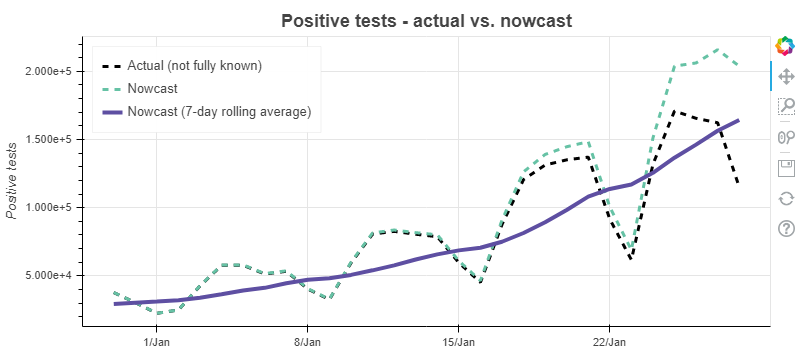 Positive tests - actual vs. nowcast
Actual (not fully known)
Nowcast
Nowcast (7-day rolling average)
2.000e+5
1.500e+5
1.000e+5
5.000e+4
Positive tests
1/Jan
8/Jan
15/Jan
22/Jan